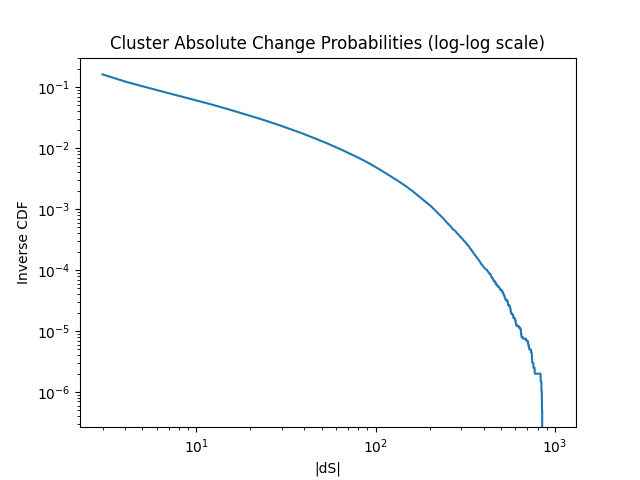 Cluster Absolute Change Probabilities (log-log scale)
Inverse CDF
10⁻¹
10⁻²
10⁻³
10⁻⁴
10⁻⁵
10⁻⁶
10¹ 10² 10³
|dS|